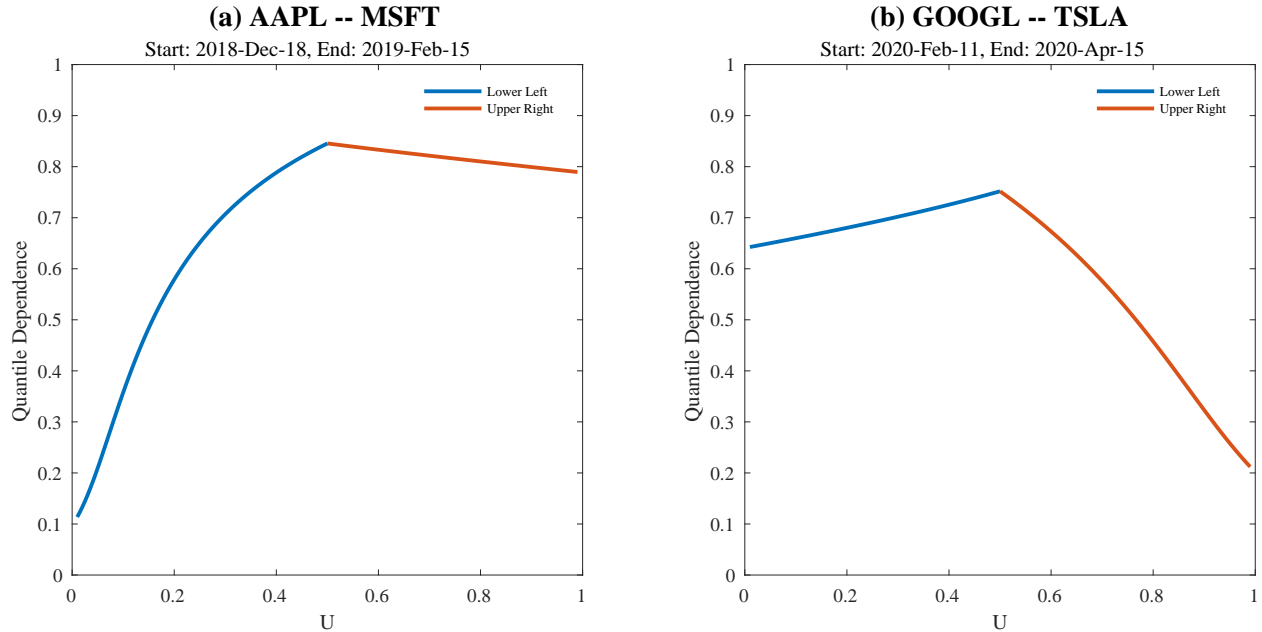 (a) AAPL -- MSFT
Start: 2018-Dec-18, End: 2019-Feb-15
1
0.9
0.8
0.7
0.6
0.5
0.4
0.3
0.2
0.1
0
Quantile Dependence
Lower Left
Upper Right
0 0.2 0.4 0.6 0.8 1
U
(b) GOOGL -- TSLA
Start: 2020-Feb-11, End: 2020-Apr-15
1
0.9
0.8
0.7
0.6
0.5
0.4
0.3
0.2
0.1
0
Quantile Dependence
Lower Left
Upper Right
0 0.2 0.4 0.6 0.8 1
U